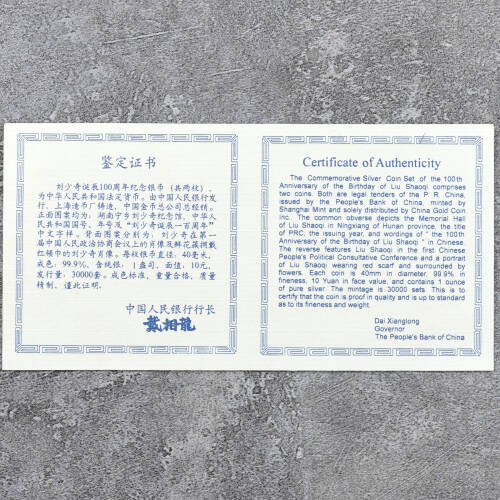 鉴定证书
刘少奇诞辰100周年纪念银币(共两枚),
为中华人民共和国法定货币。由中国人民银行发
行、上海造币厂铸造、中国金币总公司总经销。
正面图案均为:湖南宁乡刘少奇纪念馆、中华人
民共和国国号、年号及“刘少奇诞辰一百周年”
中文字样。背面图案分别为:刘少奇在第一
届中国人民政治协商会议上的肖像及鲜花簇拥戴
红领巾的刘少奇肖像。每枚银币直径:40毫米,
成色:99.9%,含纯银:1盎司,面值:10元,
发行量:30000套。成色标准,重量合格,质量
精制,谨此证明。
中国人民银行行长
戴相龍
Certificate of Authenticity
The Commemorative Silver Coin Set of the 100th
Anniversary of the Birthday of Liu Shaoqi comprises
two coins. Both are legal tenders of the P. R. China,
issued by the People's Bank of China, minted by
Shanghai Mint and solely distributed by China Gold Coin
Inc. The common obverse depicts the Memorial Hall
of Liu Shaoqi in Ningxiang of Hunan province, the title
of PRC, the issuing year, and wordings of " the 100th
Anniversary of the Birthday of Liu Shaoqi " in Chinese.
The reverse features Liu Shaoqi in the first Chinese
People's Political Consultative Conference and a portrait
of Liu Shaoqi wearing red scarf and surrounded by
flowers. Each coin is 40mm in diameter, 99.9% in
fineness, 10 Yuan in face value, and contains 1 ounce
of pure silver. The mintage is 30000 sets. This is to
certify that the coin is proof in quality and is up to standard
as to its fineness and weight.
Dai Xianglong
Governor
The People's Bank of China